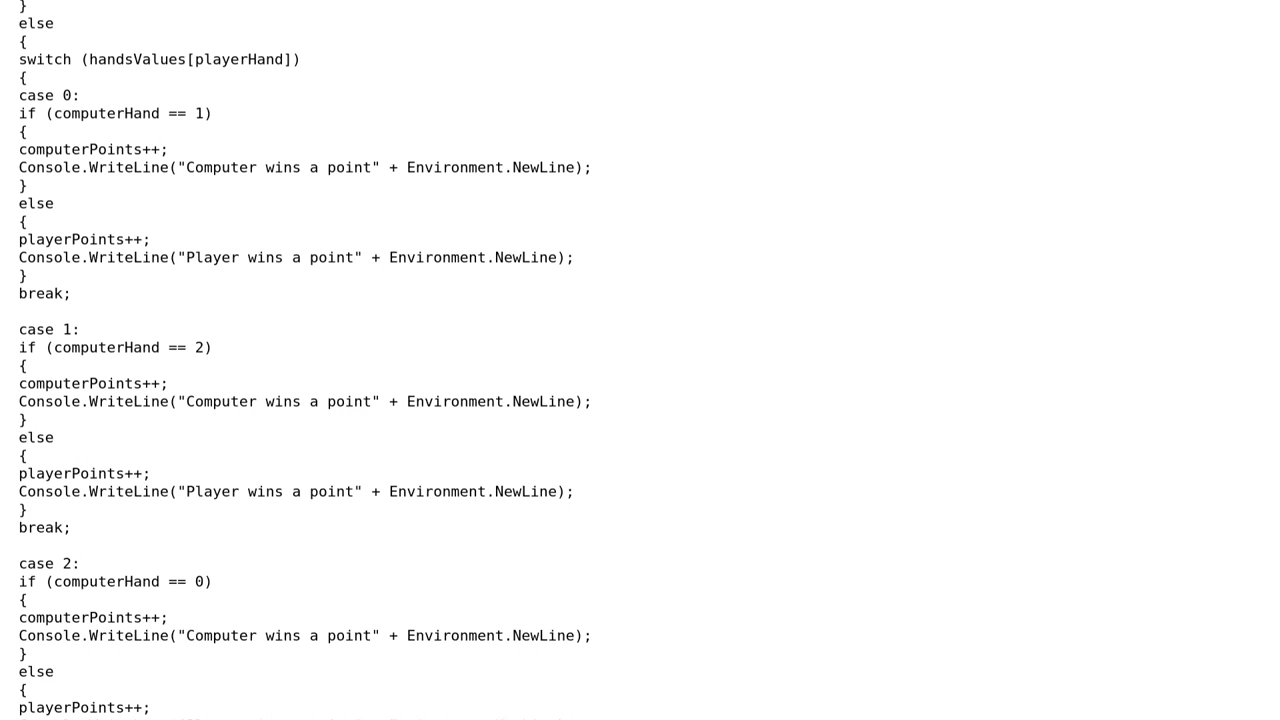 }
else
{
switch (handsValues[playerHand])
{
case 0:
if (computerHand == 1)
{
computerPoints++;
Console.WriteLine("Computer wins a point" + Environment.NewLine);
}
else
{
playerPoints++;
Console.WriteLine("Player wins a point" + Environment.NewLine);
}
break;

case 1:
if (computerHand == 2)
{
computerPoints++;
Console.WriteLine("Computer wins a point" + Environment.NewLine);
}
else
{
playerPoints++;
Console.WriteLine("Player wins a point" + Environment.NewLine);
}
break;

case 2:
if (computerHand == 0)
{
computerPoints++;
Console.WriteLine("Computer wins a point" + Environment.NewLine);
}
else
{
playerPoints++;